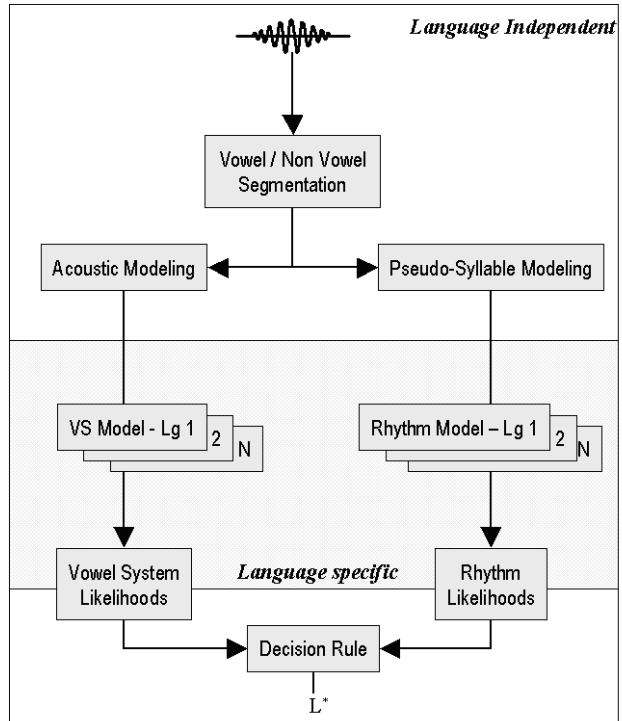 Language Independent
Vowel / Non Vowel
Segmentation
Acoustic Modeling
Pseudo-Syllable Modeling
VS Model - Lg 1
2
N
Rhythm Model – Lg 1
2
N
Vowel System
Likelihoods
Language specific
Rhythm
Likelihoods
Decision Rule
L*